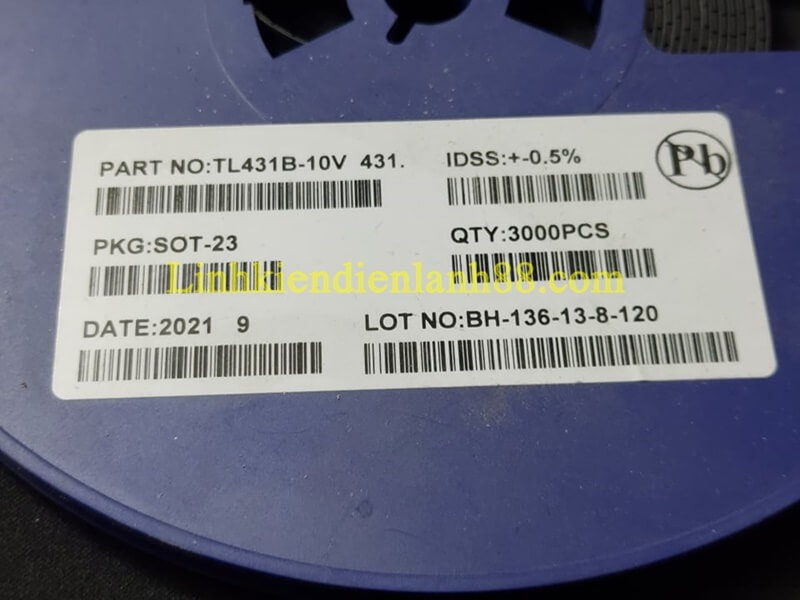 PART NO:TL431B-10V 431. IDSS:+-0.5%
Pb
PKG:SOT-23 QTY:3000PCS
Linhkiendienlanh88.com
DATE:2021 9 LOT NO:BH-136-13-8-120